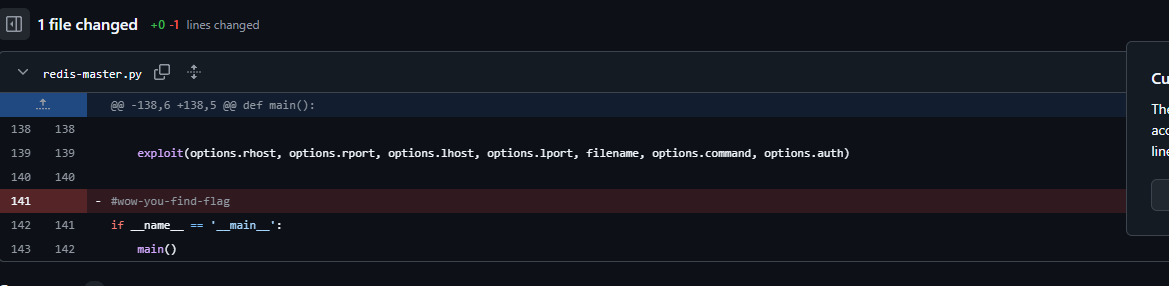 1 file changed +0 -1 lines changed
redis-master.py
@@ -138,6 +138,5 @@ def main():
138 138
139 139 exploit(options.rhost, options.rport, options.lhost, options.lport, filename, options.command, options.auth)
140 140
141 - #wow-you-find-flag
142 141 if __name__ == '__main__':
143 142 main()
Cu
The
acc
line